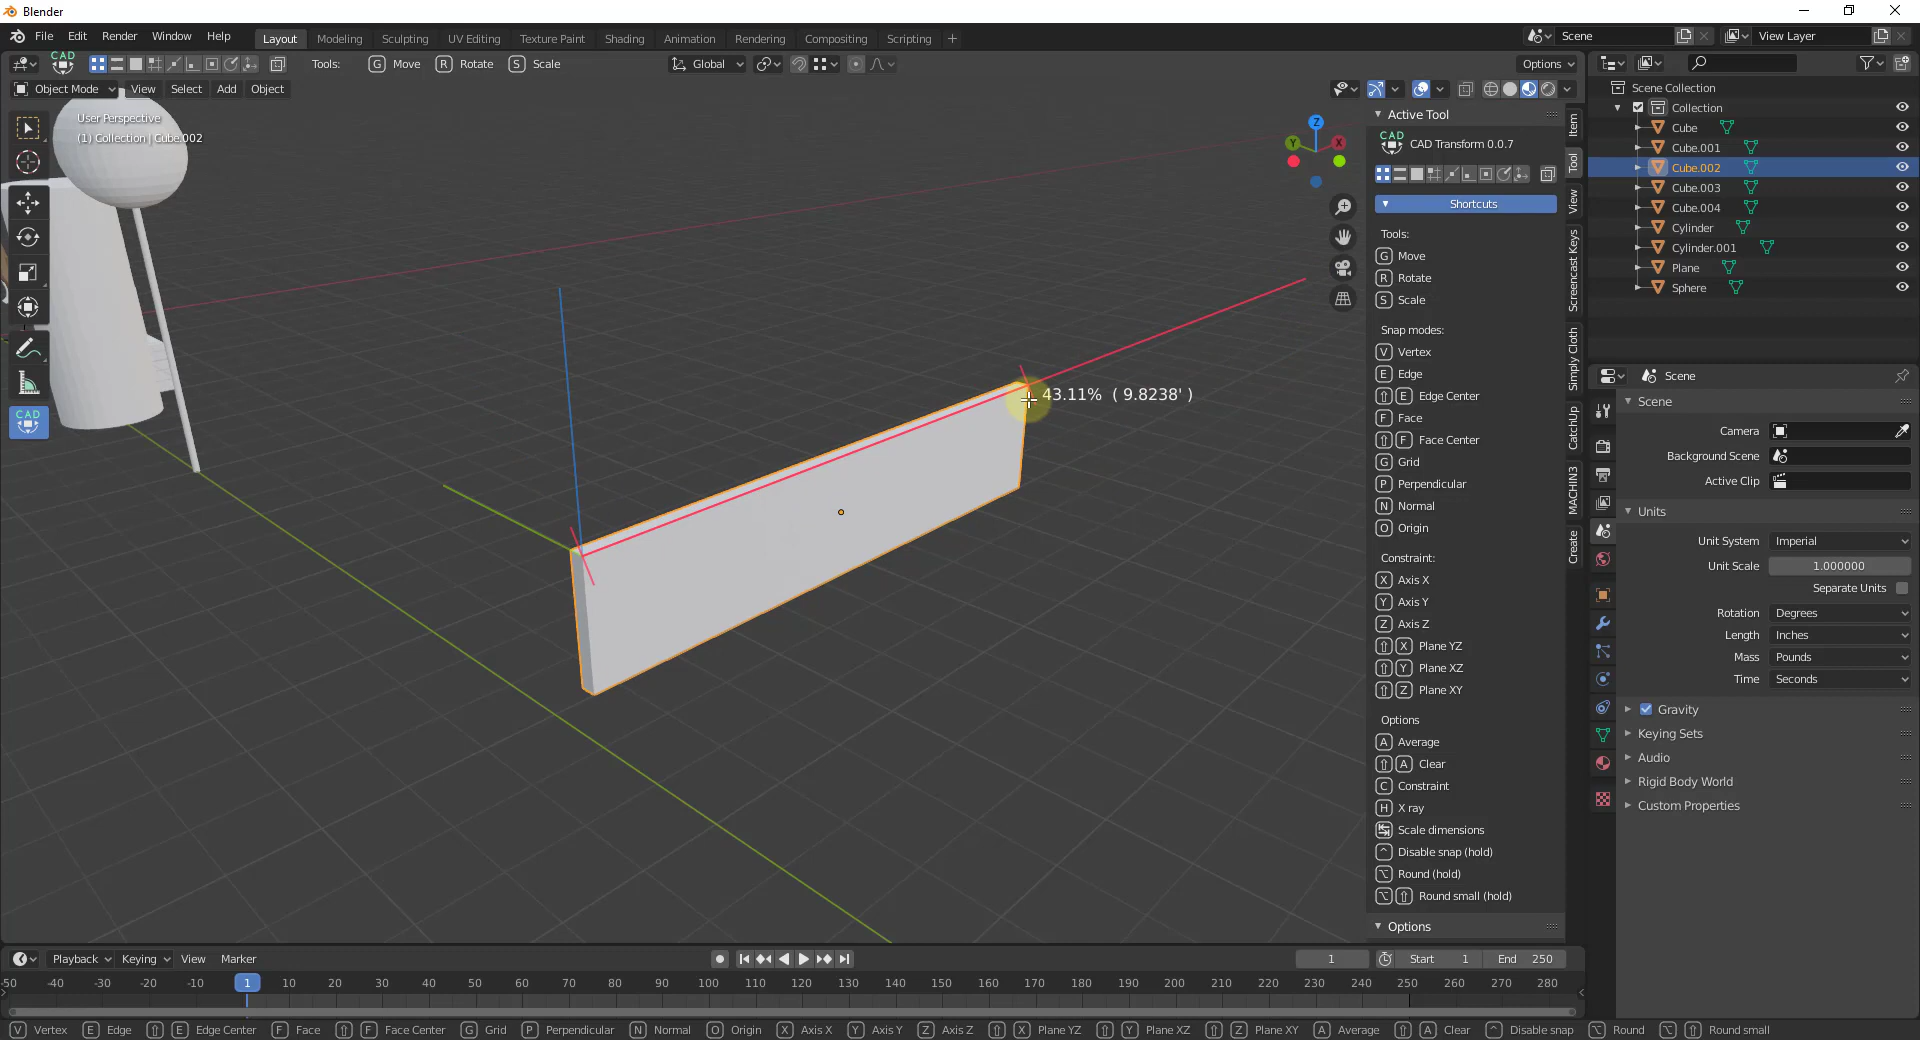 Blender
File Edit Render Window Help
Layout Modeling Sculpting UV Editing Texture Paint Shading Animation Rendering Compositing Scripting +
Scene
View Layer
CAD
Tools: G Move R Rotate S Scale
Global
Options
Object Mode View Select Add Object
User Perspective
(1) Collection | Cube.002
Z
Y
X
43.11% ( 9.8238' )
CAD
Active Tool
CAD
CAD Transform 0.0.7
Shortcuts
Tools:
G Move
R Rotate
S Scale
Snap modes:
V Vertex
E Edge
⇧ E Edge Center
F Face
⇧ F Face Center
G Grid
P Perpendicular
N Normal
O Origin
Constraint:
X Axis X
Y Axis Y
Z Axis Z
⇧ X Plane YZ
⇧ Y Plane XZ
⇧ Z Plane XY
Options
A Average
⇧ A Clear
C Constraint
H X ray
Scale dimensions
^ Disable snap (hold)
⌥ Round (hold)
⌥ ⇧ Round small (hold)
Options
Item
Tool
View
Screencast Keys
Simply Cloth
CatchUp
MACHIN3
Create
Scene Collection
Collection
Cube
Cube.001
Cube.002
Cube.003
Cube.004
Cylinder
Cylinder.001
Plane
Sphere
Scene
Scene
Camera
Background Scene
Active Clip
Units
Unit System Imperial
Unit Scale 1.000000
Separate Units
Rotation Degrees
Length Inches
Mass Pounds
Time Seconds
Gravity
Keying Sets
Audio
Rigid Body World
Custom Properties
Playback Keying View Marker
1 Start 1 End 250
-50 -40 -30 -20 -10 1 10 20 30 40 50 60 70 80 90 100 110 120 130 140 150 160 170 180 190 200 210 220 230 240 250 260 270 280
V Vertex E Edge ⇧ E Edge Center F Face ⇧ F Face Center G Grid P Perpendicular N Normal O Origin X Axis X Y Axis Y Z Axis Z ⇧ X Plane YZ ⇧ Y Plane XZ ⇧ Z Plane XY A Average ⇧ A Clear ^ Disable snap ⌥ Round ⌥ ⇧ Round small